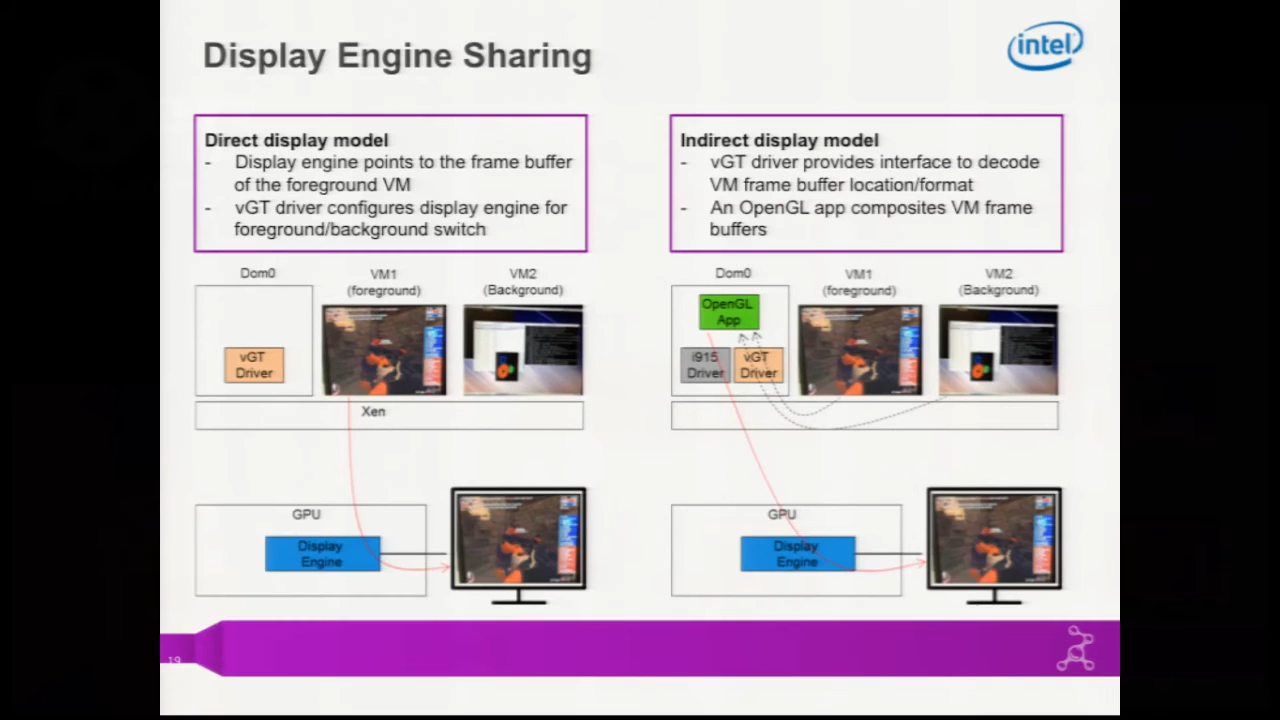 Display Engine Sharing
intel
Direct display model
- Display engine points to the frame buffer
of the foreground VM
- vGT driver configures display engine for
foreground/background switch
Indirect display model
- vGT driver provides interface to decode
VM frame buffer location/format
- An OpenGL app composites VM frame
buffers
Dom0
VM1
(foreground)
VM2
(Background)
vGT
Driver
Xen
GPU
Display
Engine
Dom0
VM1
(foreground)
VM2
(Background)
OpenGL
App
i915
Driver
vGT
Driver
GPU
Display
Engine
19